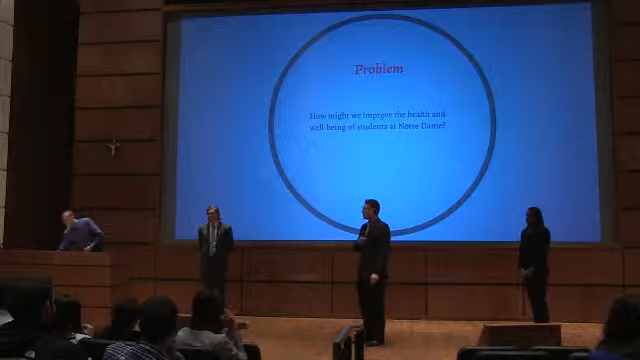 Problem
How might we improve the health and
well-being of students at Notre Dame?